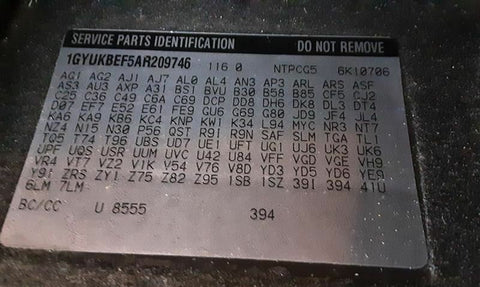 SERVICE PARTS IDENTIFICATION DO NOT REMOVE
1GYUKBEF5AR209746 116.0 NTPCG5 6K10706
AG1 AG2 AJ1 AJ7 AL0 AL4 AN3 AP3 ARL ARS ASF
AS3 AU3 AXP A31 BS1 BVU B30 B58 B85 CF5 CJ2
C25 C36 C49 C6A C69 DCP DD8 DH6 DK8 DL3 DT4
D07 EF7 E52 E61 FE9 GU6 G69 G80 JD9 JF4 JL4
KA6 KA9 KB6 KC4 KNP KW1 K34 L94 MYC NR3 NT7
NZ4 N15 N30 P56 QST R9I R9N SAF SLY TGA TL1
TQ5 T74 T96 UBS UD7 UE1 UFT UG1 UJ6 UK3 UK6
UPF UQS USR UUM UVC U42 U84 VFF VGD VGE VH9
VR4 VT7 VZ2 V1K V54 V76 V8D YD3 YD5 YD6 YE9
Y91 ZRS ZY1 Z75 Z82 Z95 1SB 1SZ 39I 394 41U
6LM 7LM
BC/CC U 8555 394